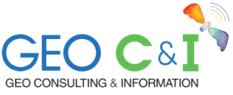 GEO C&I
GEO CONSULTING & INFORMATION